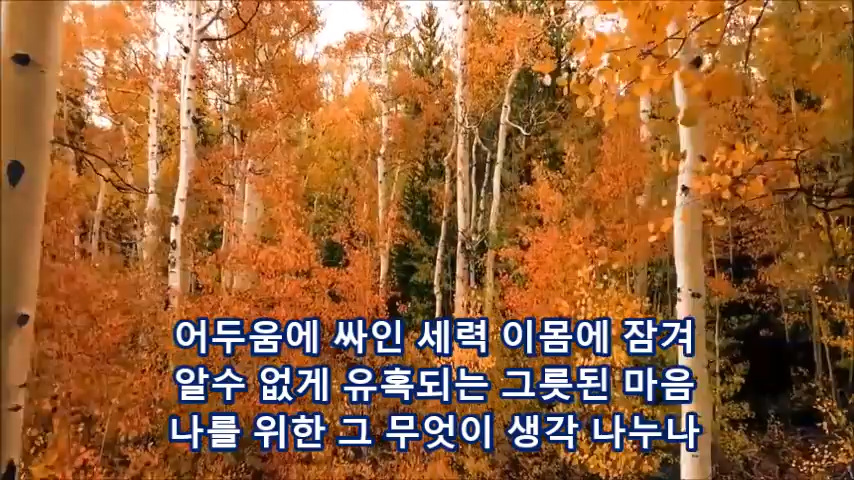 어두움에 싸인 세력 이몸에 잠겨
알수 없게 유혹되는 그릇된 마음
나를 위한 그 무엇이 생각 나누나